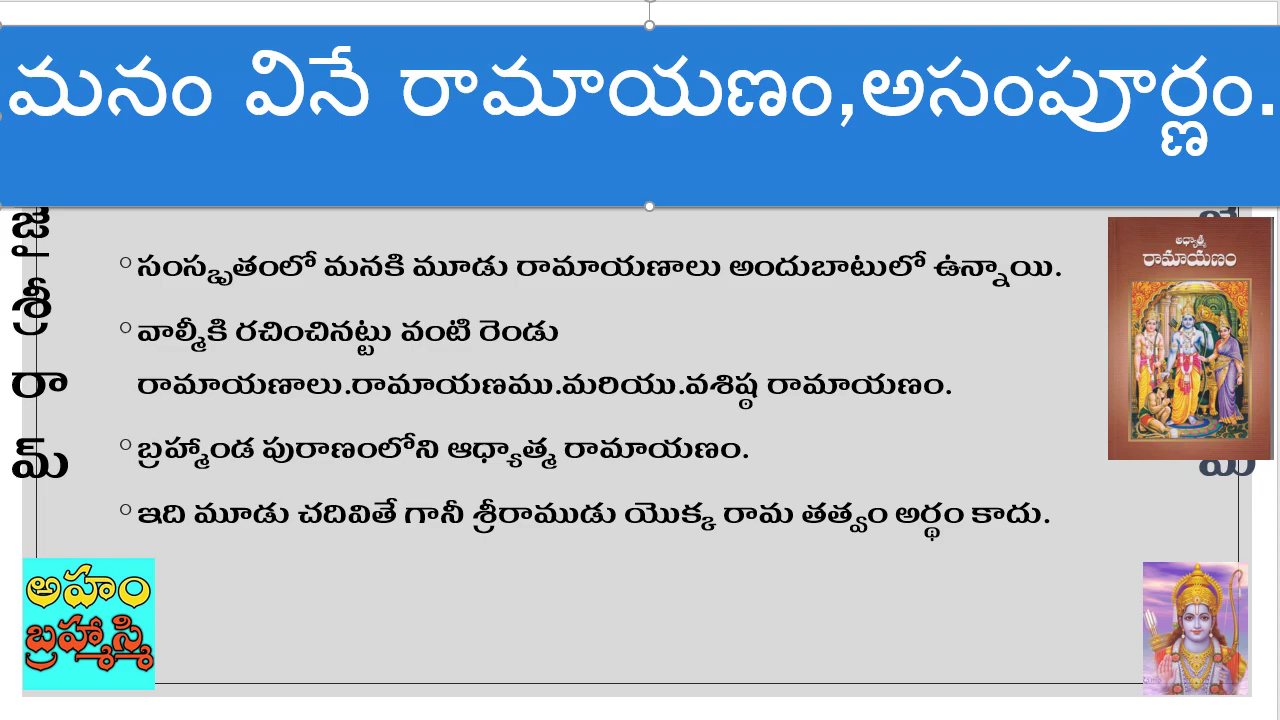 మనం వినే రామాయణం,అసంపూర్ణం.
జై
శ్రీ
రా
మ్
సంస్కృతంలో మనకి మూడు రామాయణాలు అందుబాటులో ఉన్నాయి.
వాల్మీకి రచించినట్టు వంటి రెండు
రామాయణాలు.రామాయణము.మరియు.వశిష్ఠ రామాయణం.
బ్రహ్మాండ పురాణంలోని ఆధ్యాత్మ రామాయణం.
ఇది మూడు చదివితే గానీ శ్రీరాముడు యొక్క రామ తత్వం అర్థం కాదు.
రామాయణం
అహం
బ్రహ్మాస్మి